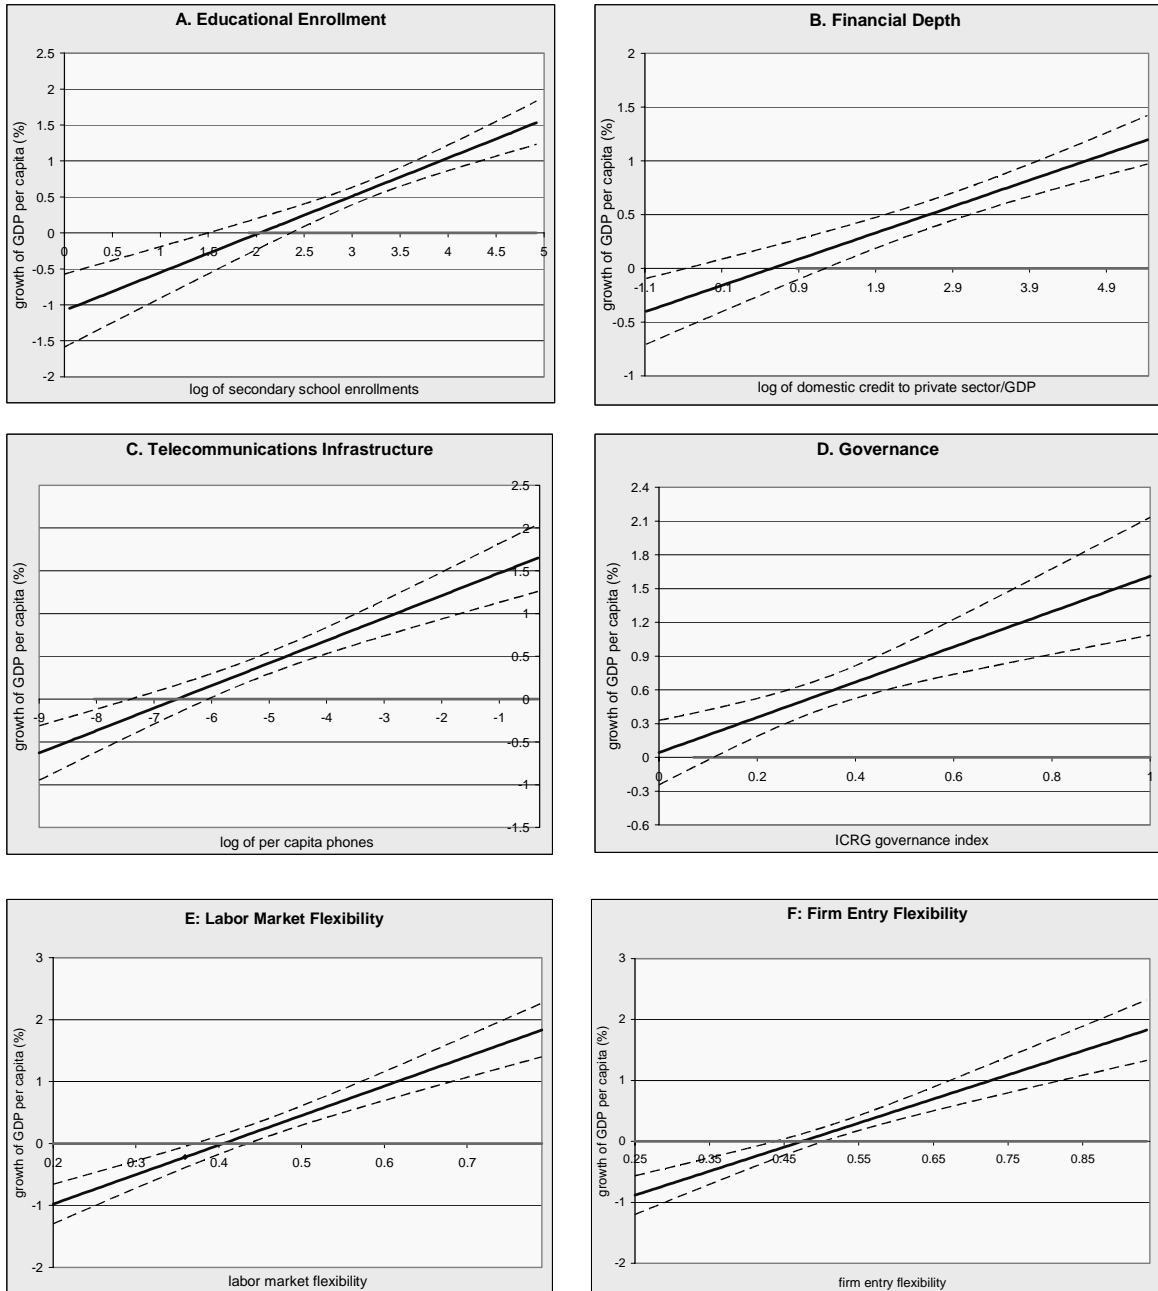 A. Educational Enrollment
growth of GDP per capita (%)
2.5
2
1.5
1
0.5
0
-0.5
-1
-1.5
-2
0 0.5 1 1.5 2 2.5 3 3.5 4 4.5 5
log of secondary school enrollments
B. Financial Depth
growth of GDP per capita (%)
2
1.5
1
0.5
0
-0.5
-1
-1.1 -0.1 0.9 1.9 2.9 3.9 4.9
log of domestic credit to private sector/GDP
C. Telecommunications Infrastructure
growth of GDP per capita (%)
2.5
2
1.5
1
0.5
0
-0.5
-1
-1.5
-9 -8 -7 -6 -5 -4 -3 -2 -1
log of per capita phones
D. Governance
growth of GDP per capita (%)
2.4
2.1
1.8
1.5
1.2
0.9
0.6
0.3
0
-0.3
-0.6
0 0.2 0.4 0.6 0.8 1
ICRG governance index
E: Labor Market Flexibility
growth of GDP per capita (%)
3
2
1
0
-1
-2
0.2 0.3 0.4 0.5 0.6 0.7
labor market flexibility
F: Firm Entry Flexibility
growth of GDP per capita (%)
3
2
1
0
-1
-2
0.25 0.35 0.45 0.55 0.65 0.75 0.85
firm entry flexibility